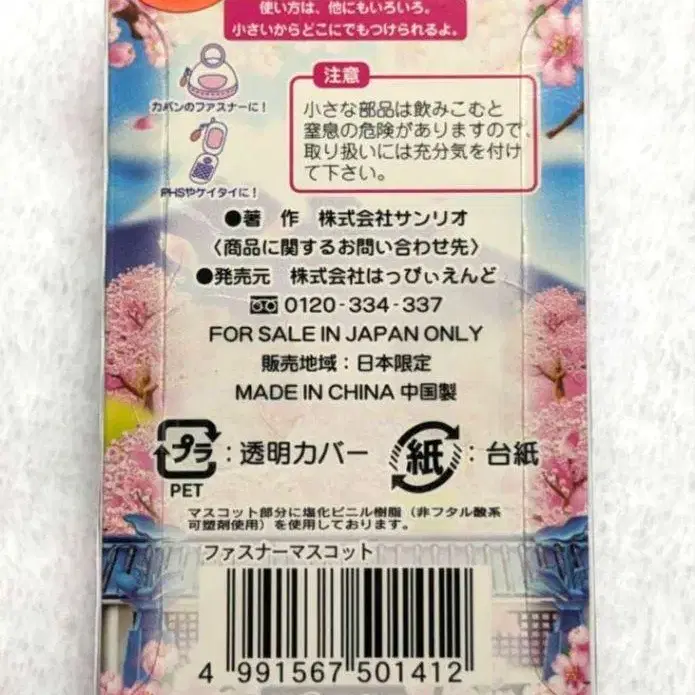 使い方は、他にもいろいろ。
小さいからどこにでもつけられるよ。
カバンのファスナーに！
PHSやケイタイに！
注意
小さな部品は飲みこむと
窒息の危険がありますので、
取り扱いには充分気を付け
て下さい。
●著 作 株式会社サンリオ
〈商品に関するお問い合わせ先〉
●発売元 株式会社はっぴぃえんど
0120-334-337
FOR SALE IN JAPAN ONLY
販売地域：日本限定
MADE IN CHINA 中国製
プラ：透明カバー 紙：台紙
PET
マスコット部分に塩化ビニル樹脂（非フタル酸系
可塑剤使用）を使用しております。
ファスナーマスコット
4 991567 501412